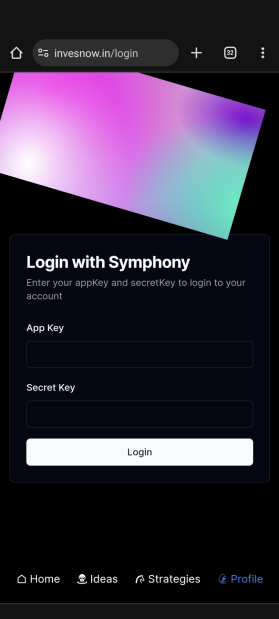 invesnow.in/login
32
Login with Symphony
Enter your appKey and secretKey to login to your
account
App Key
Secret Key
Login
Home Ideas Strategies Profile